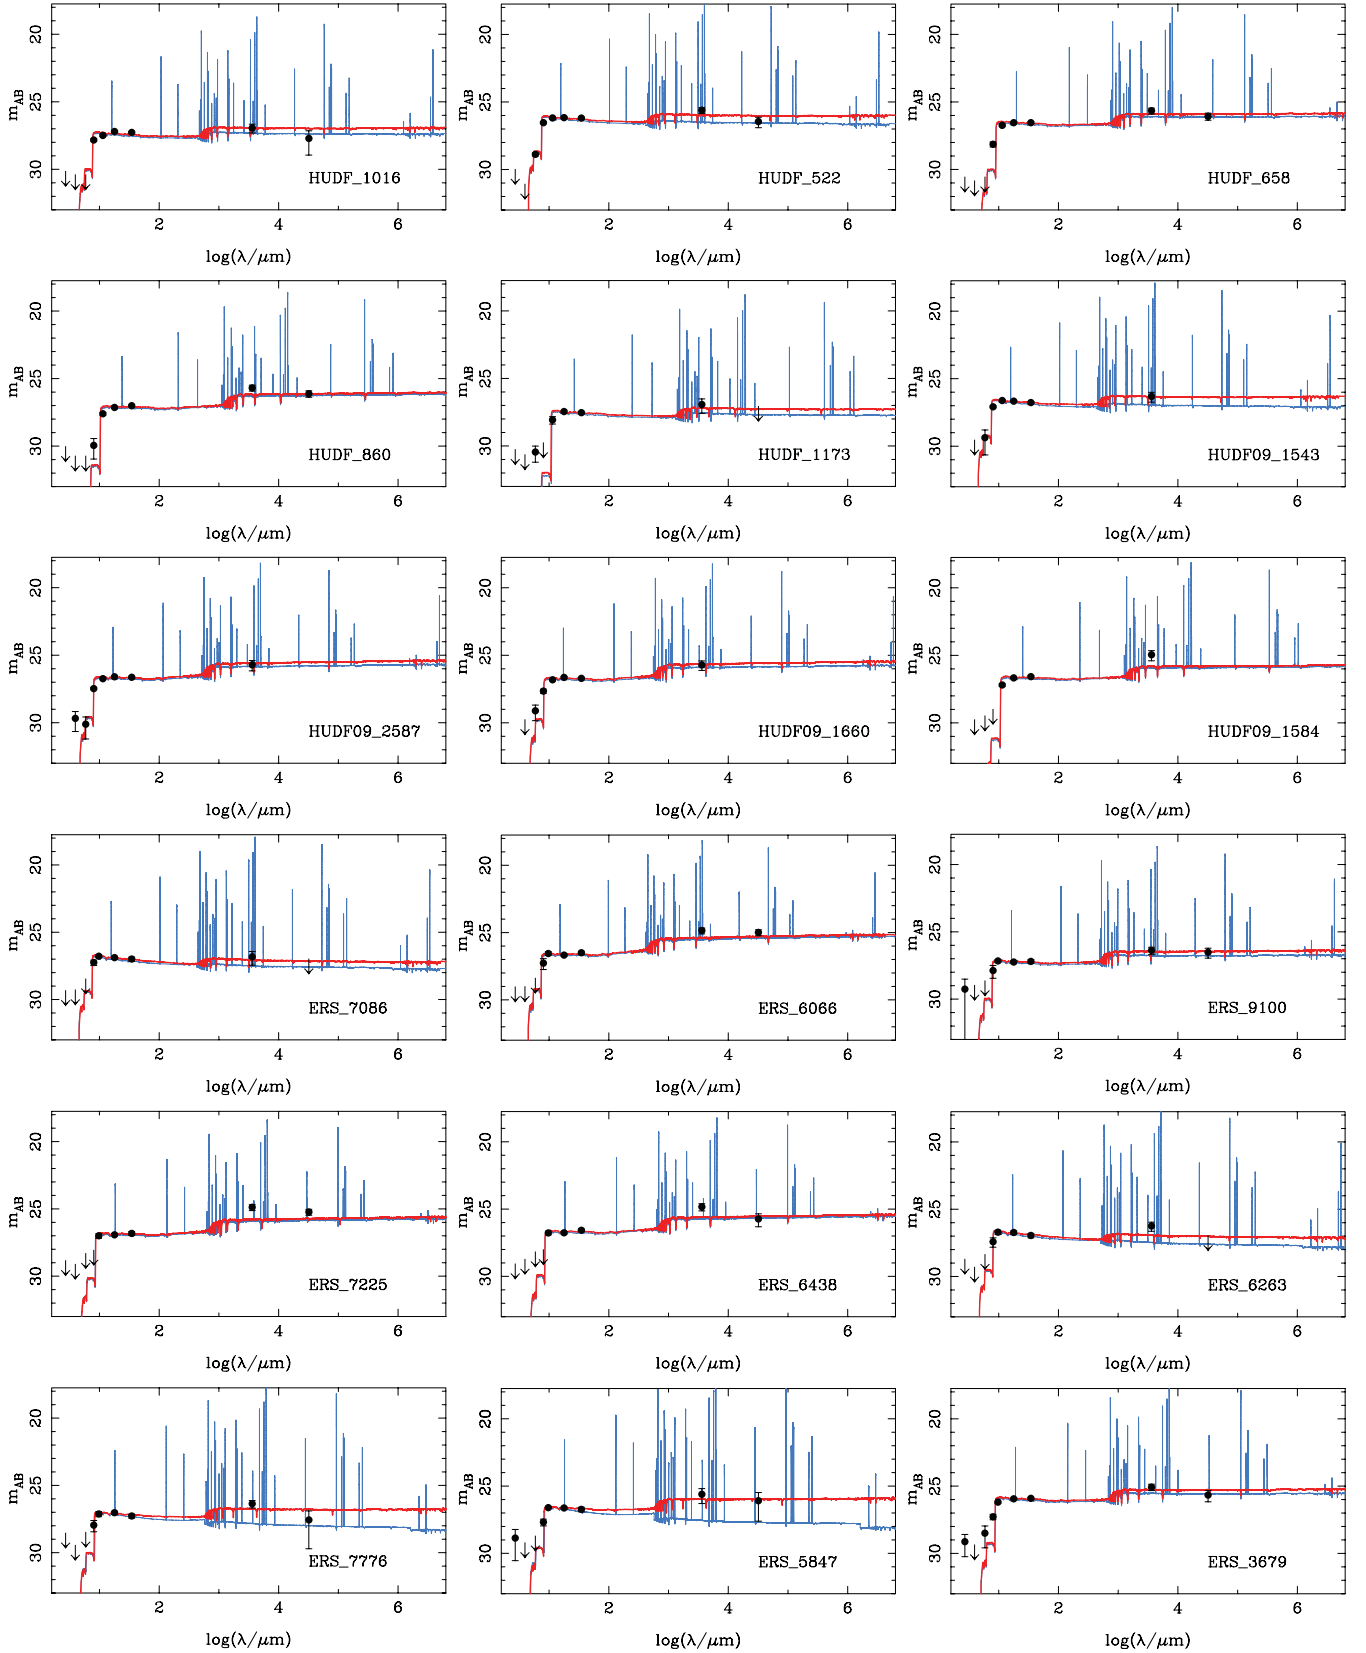 m_AB 20 25 30
HUDF_1016
2 4 6
log(λ/μm)
m_AB 20 25 30
HUDF_522
2 4 6
log(λ/μm)
m_AB 20 25 30
HUDF_658
2 4 6
log(λ/μm)
m_AB 20 25 30
HUDF_860
2 4 6
log(λ/μm)
m_AB 20 25 30
HUDF_1173
2 4 6
log(λ/μm)
m_AB 20 25 30
HUDF09_1543
2 4 6
log(λ/μm)
m_AB 20 25 30
HUDF09_2587
2 4 6
log(λ/μm)
m_AB 20 25 30
HUDF09_1660
2 4 6
log(λ/μm)
m_AB 20 25 30
HUDF09_1584
2 4 6
log(λ/μm)
m_AB 20 25 30
ERS_7086
2 4 6
log(λ/μm)
m_AB 20 25 30
ERS_6066
2 4 6
log(λ/μm)
m_AB 20 25 30
ERS_9100
2 4 6
log(λ/μm)
m_AB 20 25 30
ERS_7225
2 4 6
log(λ/μm)
m_AB 20 25 30
ERS_6438
2 4 6
log(λ/μm)
m_AB 20 25 30
ERS_6263
2 4 6
log(λ/μm)
m_AB 20 25 30
ERS_7776
2 4 6
log(λ/μm)
m_AB 20 25 30
ERS_5847
2 4 6
log(λ/μm)
m_AB 20 25 30
ERS_3679
2 4 6
log(λ/μm)